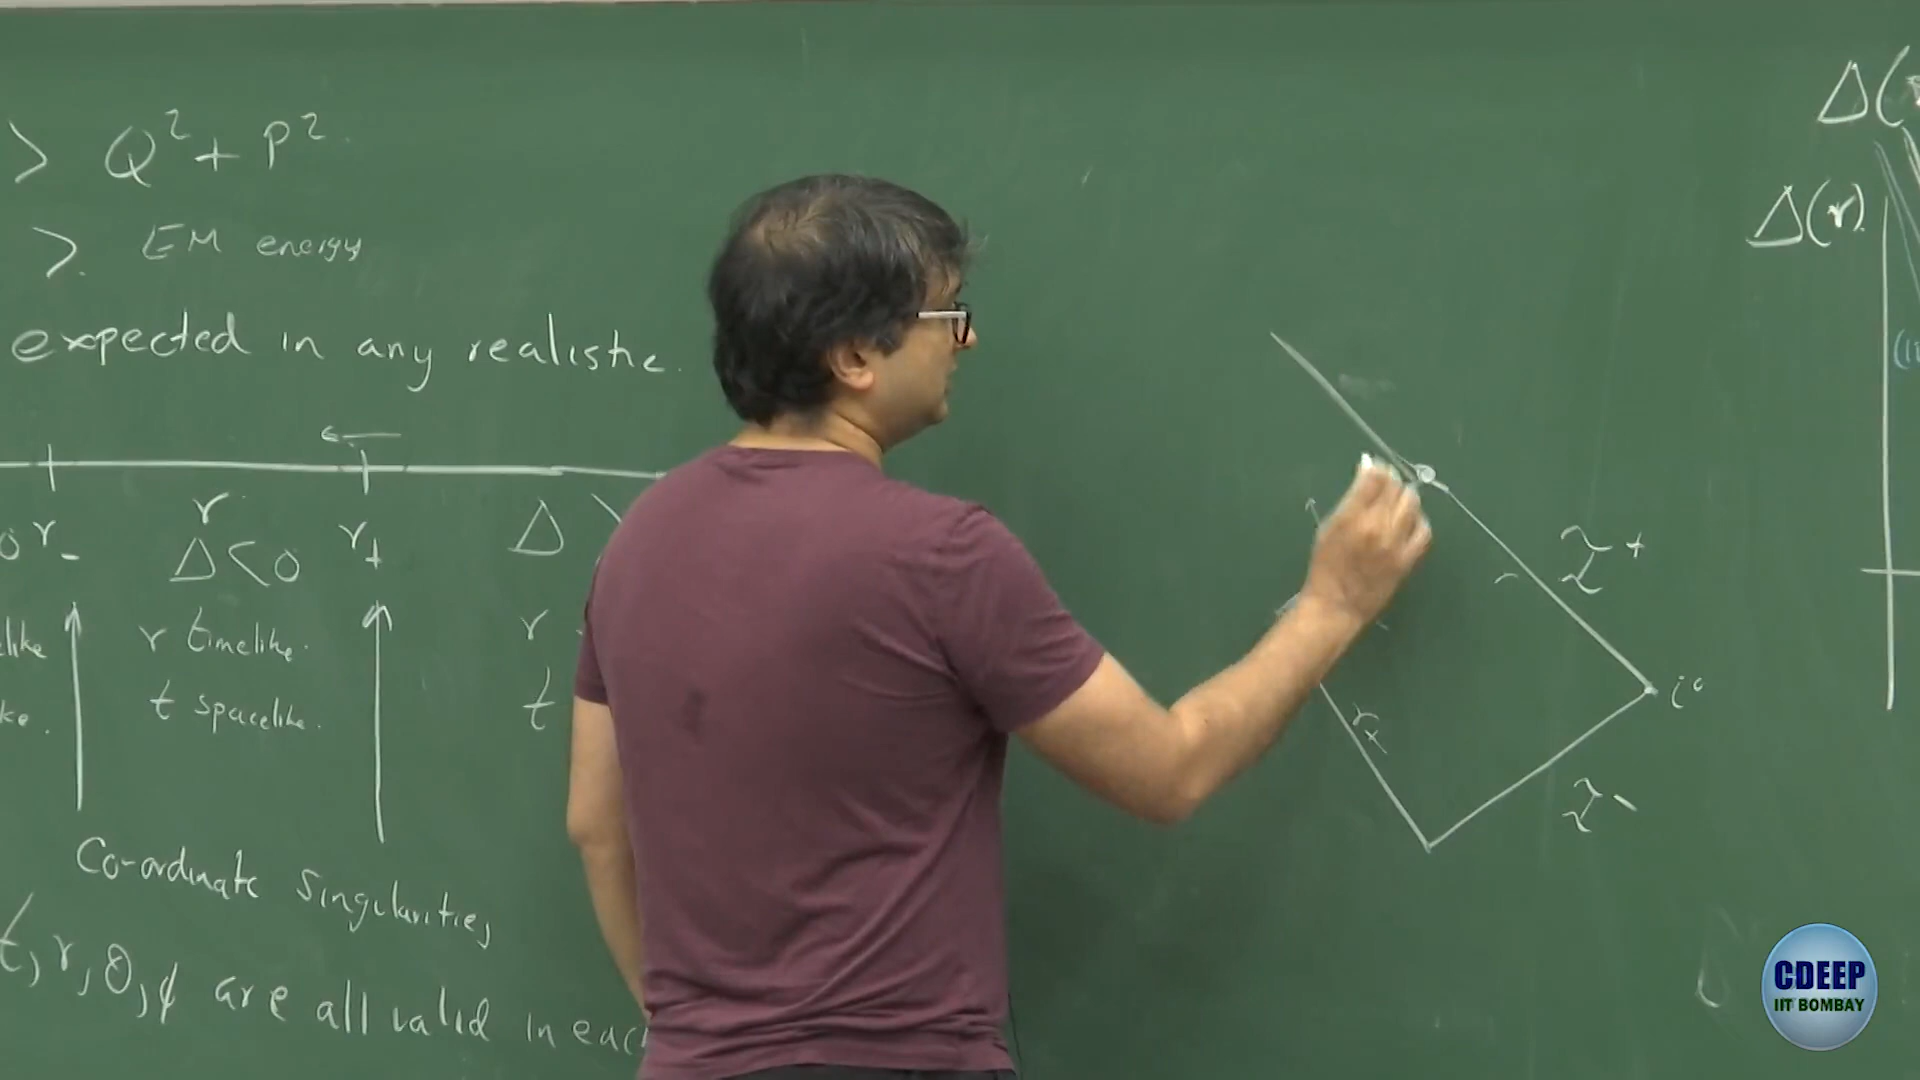 > Q² + P²
> EM energy
expected in any realistic
r₋ r r₊ Δ
Δ<0
r timelike. r
t spacelike. t
Co-ordinate Singularities
t, r, θ, φ are all valid in each
I⁺
i⁰
r₊
I⁻
Δ(
Δ(r)
CDEEP
IIT BOMBAY